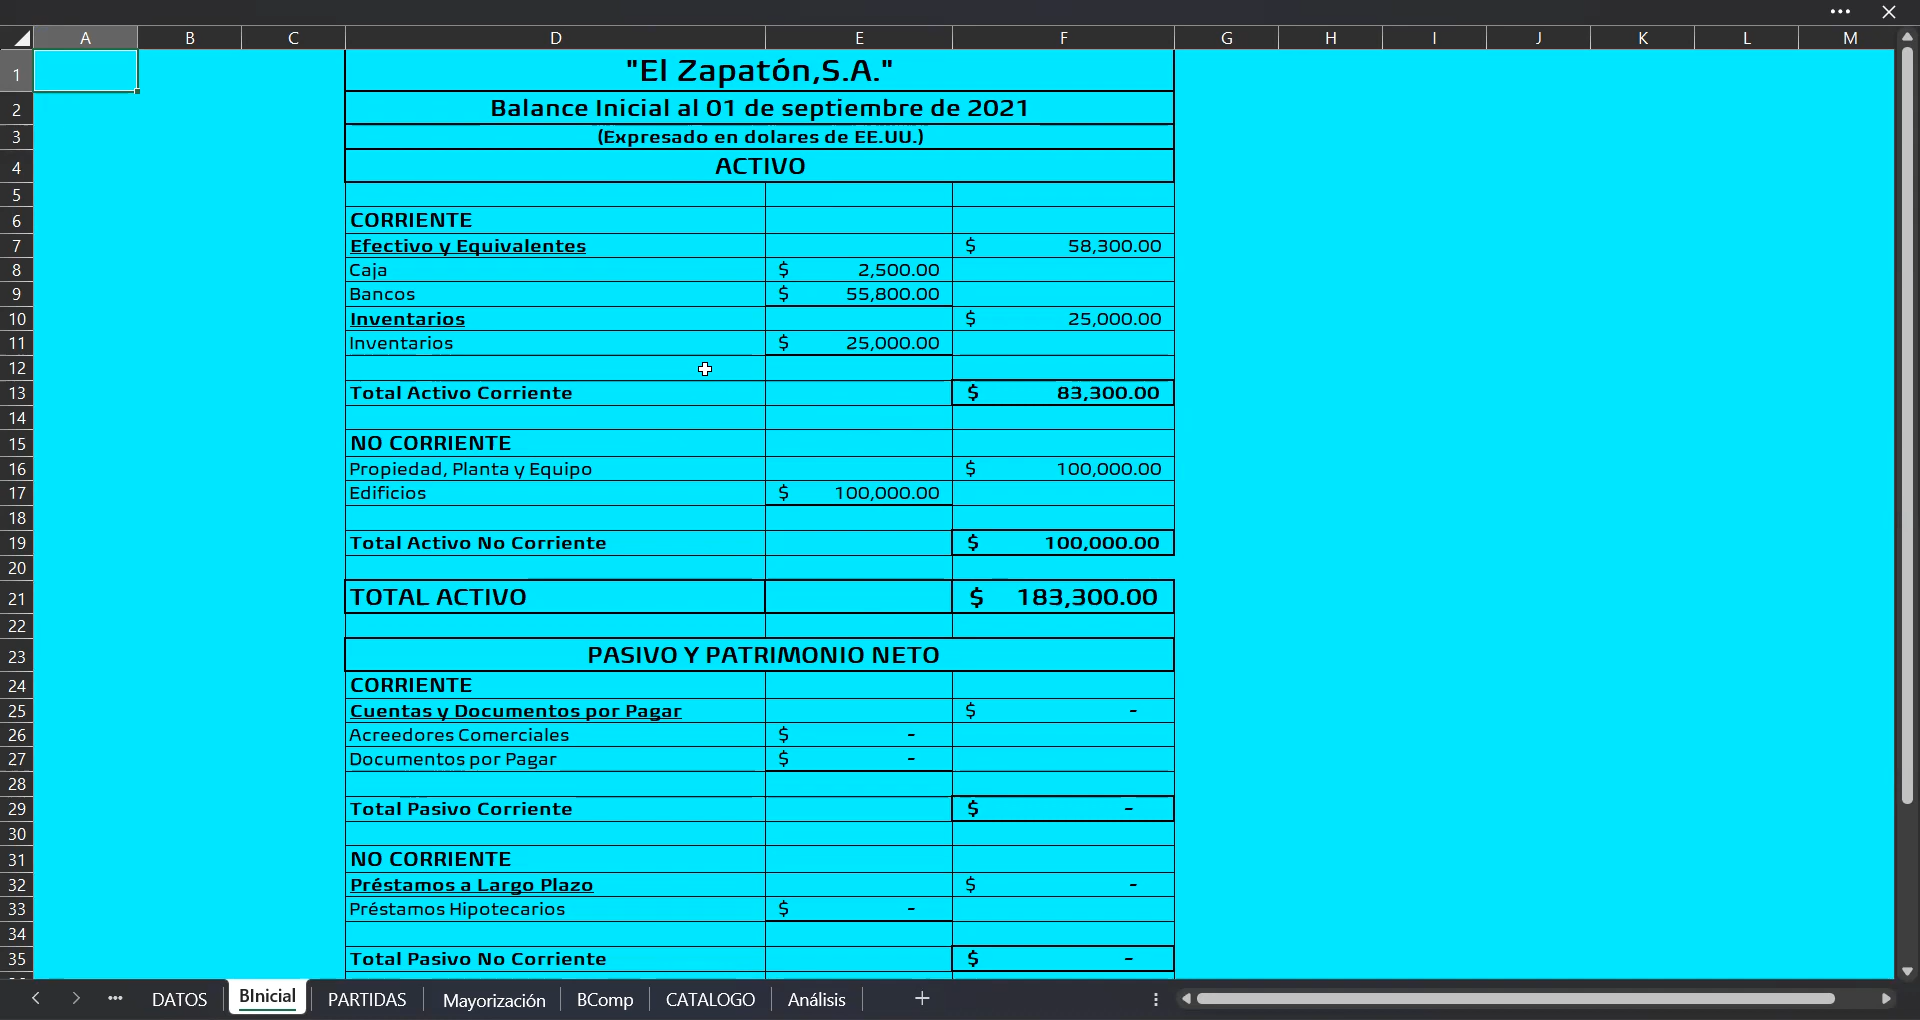 A B C D E F G H I J K L M
1 "El Zapatón,S.A."
2 Balance Inicial al 01 de septiembre de 2021
3 (Expresado en dolares de EE.UU.)
4 ACTIVO
5
6 CORRIENTE
7 Efectivo y Equivalentes $ 58,300.00
8 Caja $ 2,500.00
9 Bancos $ 55,800.00
10 Inventarios $ 25,000.00
11 Inventarios $ 25,000.00
12
13 Total Activo Corriente $ 83,300.00
14
15 NO CORRIENTE
16 Propiedad, Planta y Equipo $ 100,000.00
17 Edificios $ 100,000.00
18
19 Total Activo No Corriente $ 100,000.00
20
21 TOTAL ACTIVO $ 183,300.00
22
23 PASIVO Y PATRIMONIO NETO
24 CORRIENTE
25 Cuentas y Documentos por Pagar $ -
26 Acreedores Comerciales $ -
27 Documentos por Pagar $ -
28
29 Total Pasivo Corriente $ -
30
31 NO CORRIENTE
32 Préstamos a Largo Plazo $ -
33 Préstamos Hipotecarios $ -
34
35 Total Pasivo No Corriente $ -
DATOS BInicial PARTIDAS Mayorización BComp CATALOGO Análisis